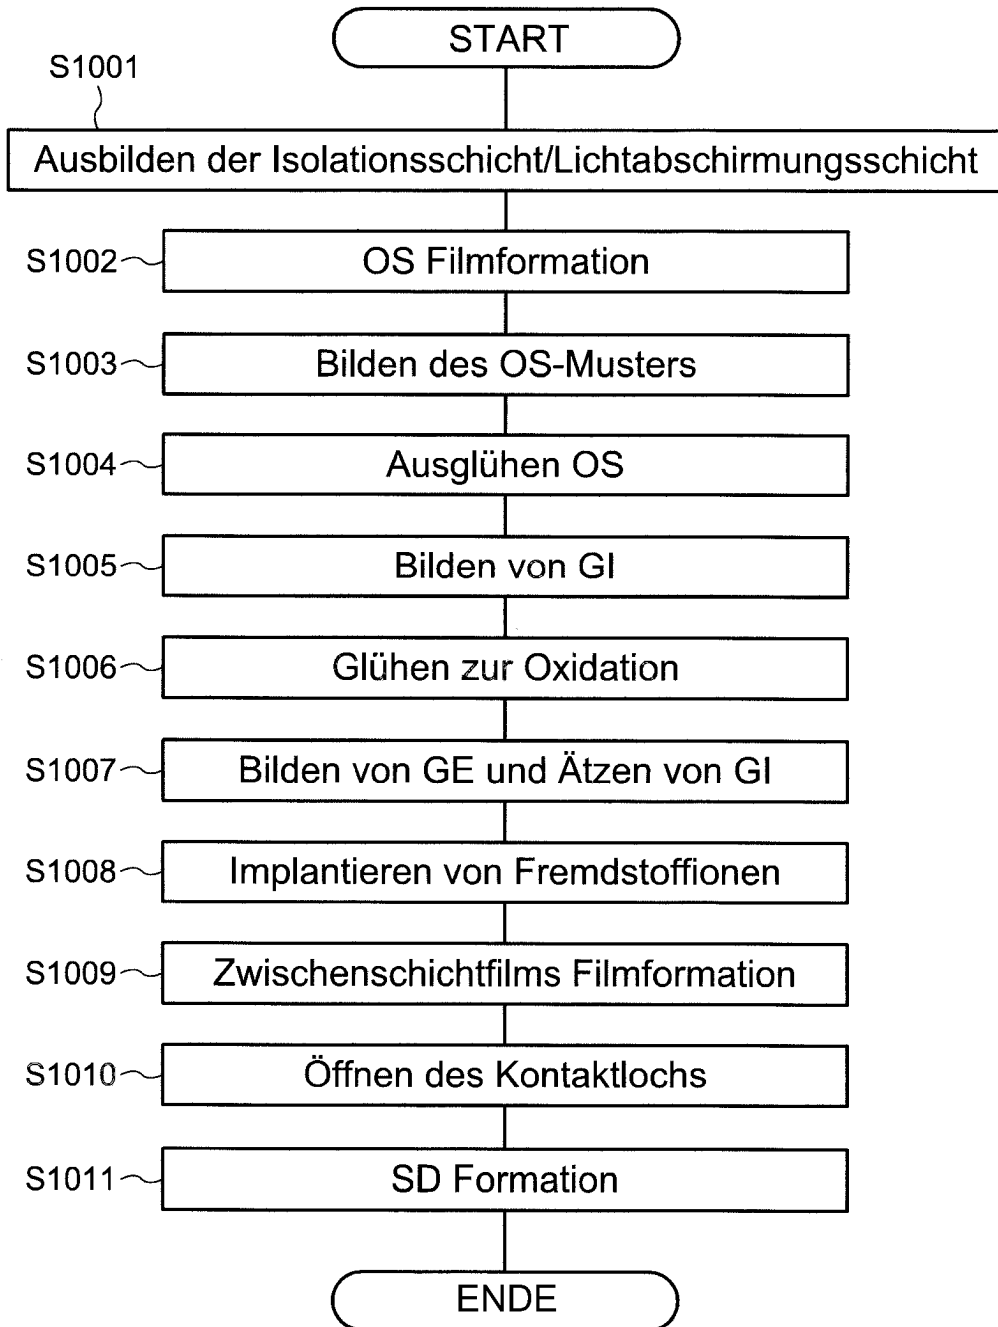 START
S1001
Ausbilden der Isolationsschicht/Lichtabschirmungsschicht
S1002
OS Filmformation
S1003
Bilden des OS-Musters
S1004
Ausglühen OS
S1005
Bilden von GI
S1006
Glühen zur Oxidation
S1007
Bilden von GE und Ätzen von GI
S1008
Implantieren von Fremdstoffionen
S1009
Zwischenschichtfilms Filmformation
S1010
Öffnen des Kontaktlochs
S1011
SD Formation
ENDE